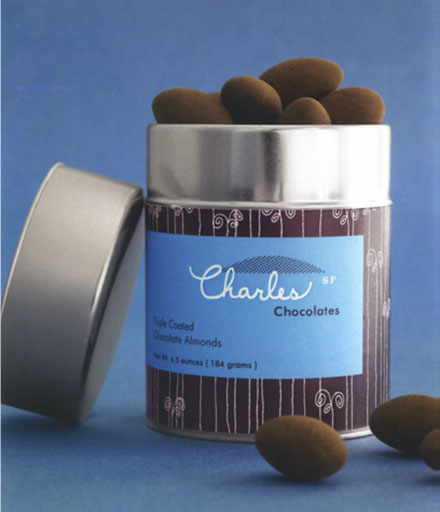 Charles SF
Chocolates
Triple Coated
Chocolate Almonds
Net Wt. 6.5 ounces ( 184 grams )